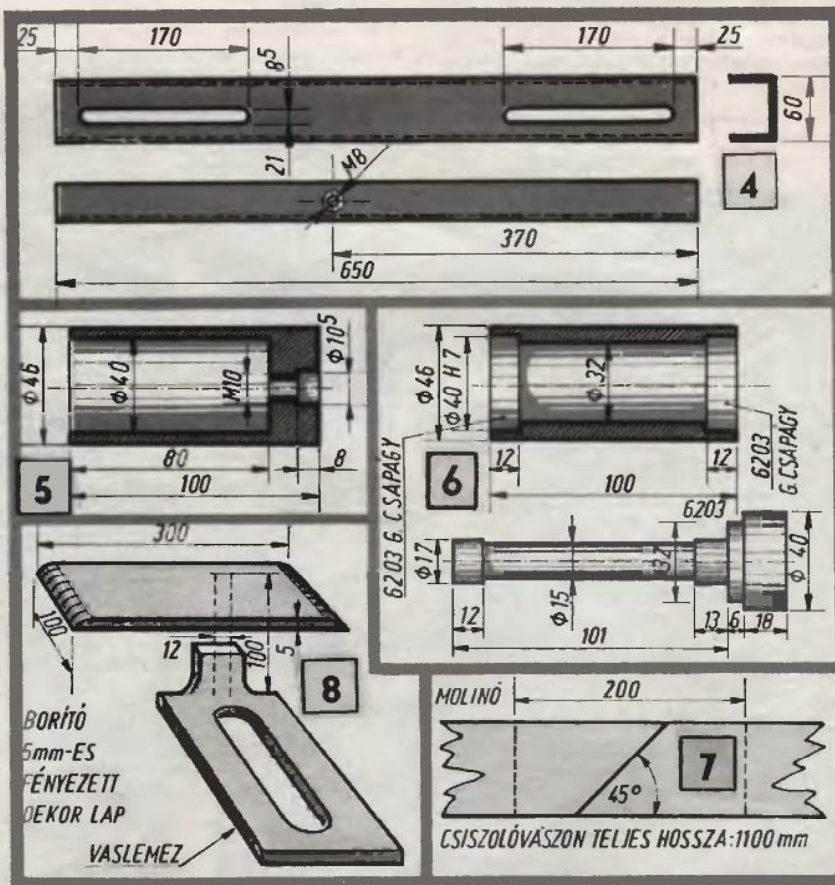 25
170
8⁵
170
25
60
21
M8
4
370
650
Φ46
Φ40
M10
Φ10⁵
80
8
100
5
Φ46
Φ40 H7
Φ32
12
12
100
6
6203 G. CSAPÁGY
6203
G. CSAPÁGY
6203
Φ17
Φ15
32
Φ40
12
13
6
18
101
300
100
12
100
5
8
BORÍTÓ
5mm-ES
FÉNYEZETT
DEKOR LAP
VASLEMEZ
MOLINÓ
200
7
45°
CSISZOLÓVÁSZON TELJES HOSSZA:1100 mm